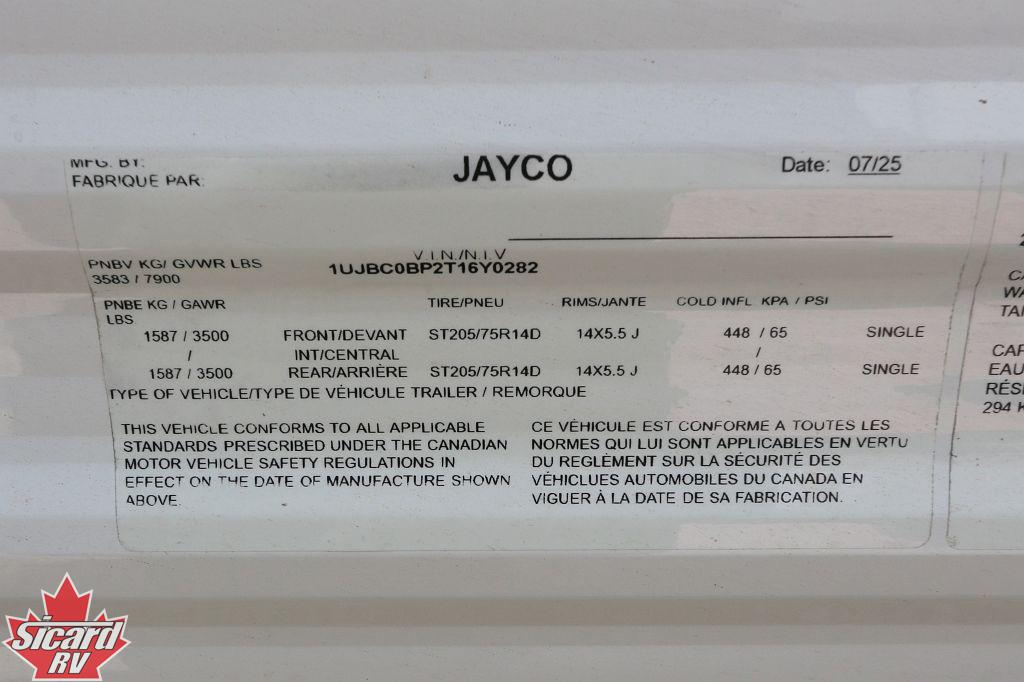 MFG. BY:
FABRIQUE PAR:
JAYCO
Date: 07/25
V.I.N./N.I.V
PNBV KG/ GVWR LBS
3583 / 7900
1UJBC0BP2T16Y0282
PNBE KG / GAWR LBS
TIRE/PNEU RIMS/JANTE COLD INFL KPA / PSI
1587 / 3500 FRONT/DEVANT ST205/75R14D 14X5.5 J 448 / 65 SINGLE
/ INT/CENTRAL /
1587 / 3500 REAR/ARRIÈRE ST205/75R14D 14X5.5 J 448 / 65 SINGLE
TYPE OF VEHICLE/TYPE DE VÉHICULE TRAILER / REMORQUE
THIS VEHICLE CONFORMS TO ALL APPLICABLE
STANDARDS PRESCRIBED UNDER THE CANADIAN
MOTOR VEHICLE SAFETY REGULATIONS IN
EFFECT ON THE DATE OF MANUFACTURE SHOWN
ABOVE.
CE VÉHICULE EST CONFORME A TOUTES LES
NORMES QUI LUI SONT APPLICABLES EN VERTU
DU REGLÈMENT SUR LA SÉCURITÉ DES
VÉHICLUES AUTOMOBILES DU CANADA EN
VIGUER À LA DATE DE SA FABRICATION.
EAU
294
Sicard
RV